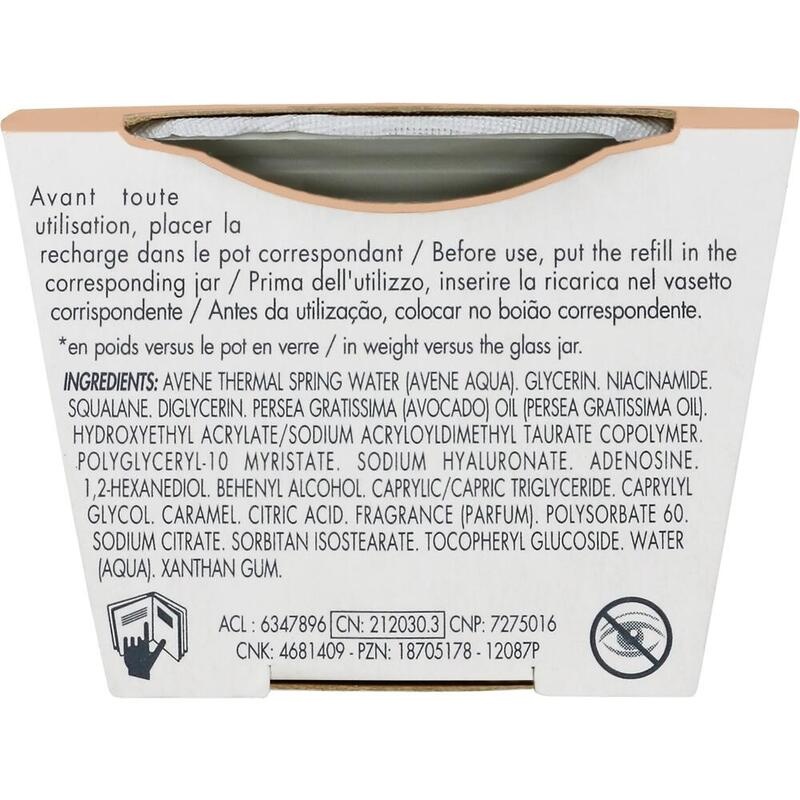 Avant toute
utilisation, placer la
recharge dans le pot correspondant / Before use, put the refill in the
corresponding jar / Prima dell'utilizzo, inserire la ricarica nel vasetto
corrispondente / Antes da utilização, colocar no boião correspondente.
*en poids versus le pot en verre / in weight versus the glass jar.
INGREDIENTS: AVENE THERMAL SPRING WATER (AVENE AQUA). GLYCERIN. NIACINAMIDE.
SQUALANE. DIGLYCERIN. PERSEA GRATISSIMA (AVOCADO) OIL (PERSEA GRATISSIMA OIL).
HYDROXYETHYL ACRYLATE/SODIUM ACRYLOYLDIMETHYL TAURATE COPOLYMER.
POLYGLYCERYL-10 MYRISTATE. SODIUM HYALURONATE. ADENOSINE.
1,2-HEXANEDIOL. BEHENYL ALCOHOL. CAPRYLIC/CAPRIC TRIGLYCERIDE. CAPRYLYL
GLYCOL. CARAMEL. CITRIC ACID. FRAGRANCE (PARFUM). POLYSORBATE 60.
SODIUM CITRATE. SORBITAN ISOSTEARATE. TOCOPHERYL GLUCOSIDE. WATER
(AQUA). XANTHAN GUM.
ACL : 6347896 CN: 212030.3 CNP: 7275016
CNK: 4681409 - PZN: 18705178 - 12087P